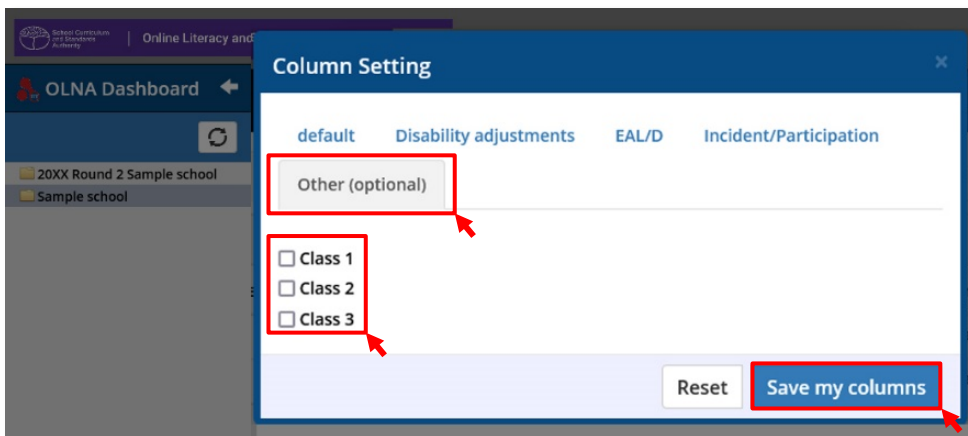 School Curriculum
and Standards
Authority
Online Literacy and
OLNA Dashboard
20XX Round 2 Sample school
Sample school
Column Setting
×
default Disability adjustments EAL/D Incident/Participation
Other (optional)
Class 1
Class 2
Class 3
Reset Save my columns